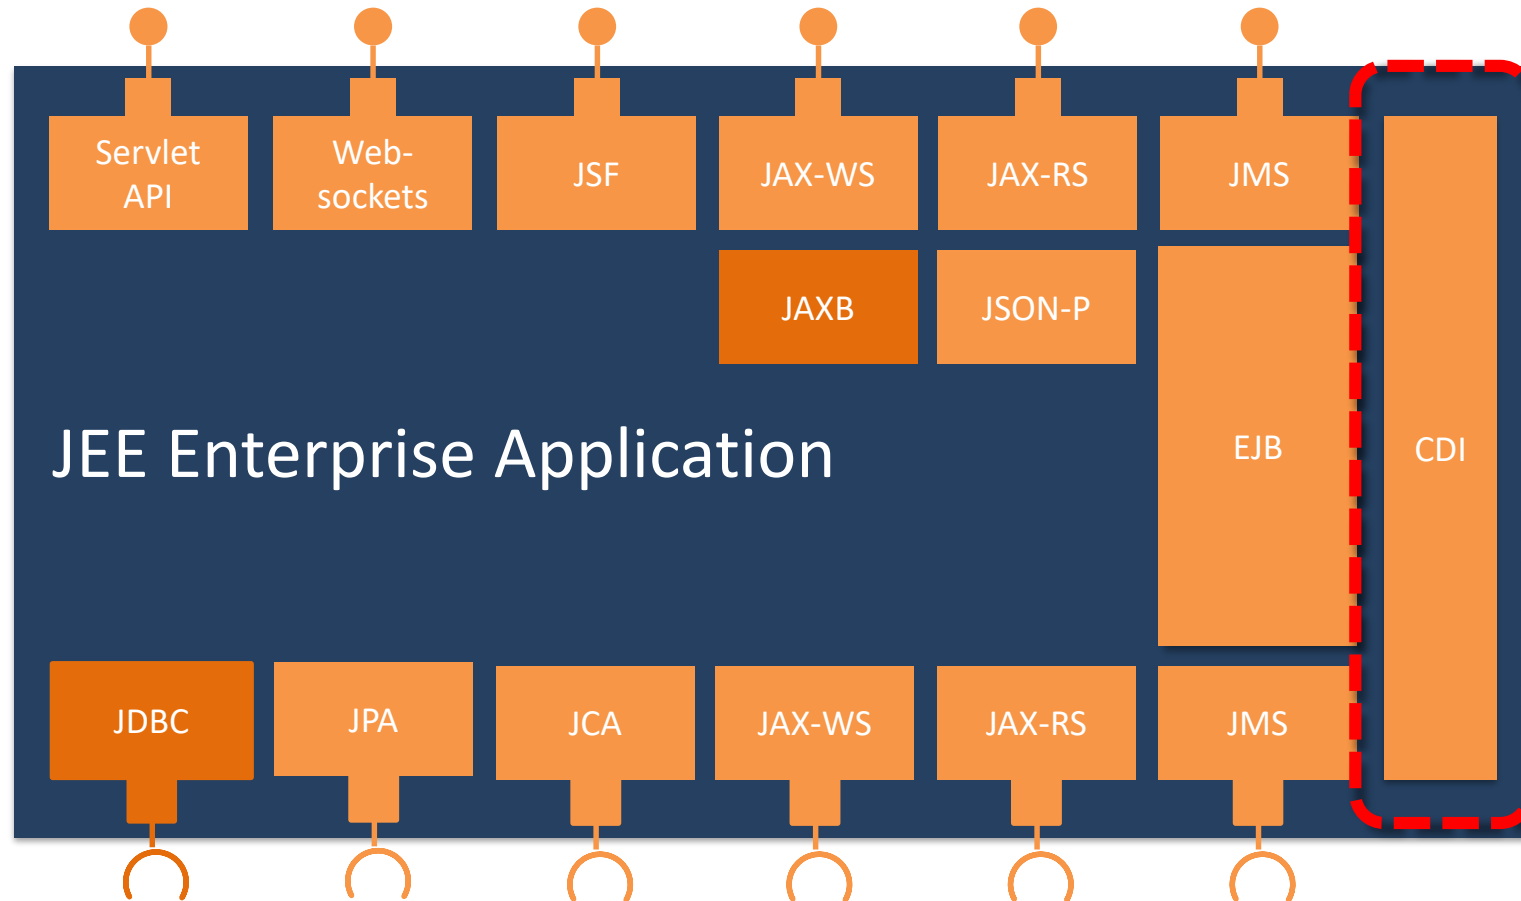 Servlet
API
Web-
sockets
JSF
JAX-WS
JAX-RS
JMS
JAXB
JSON-P
JEE Enterprise Application
EJB
CDI
JDBC
JPA
JCA
JAX-WS
JAX-RS
JMS